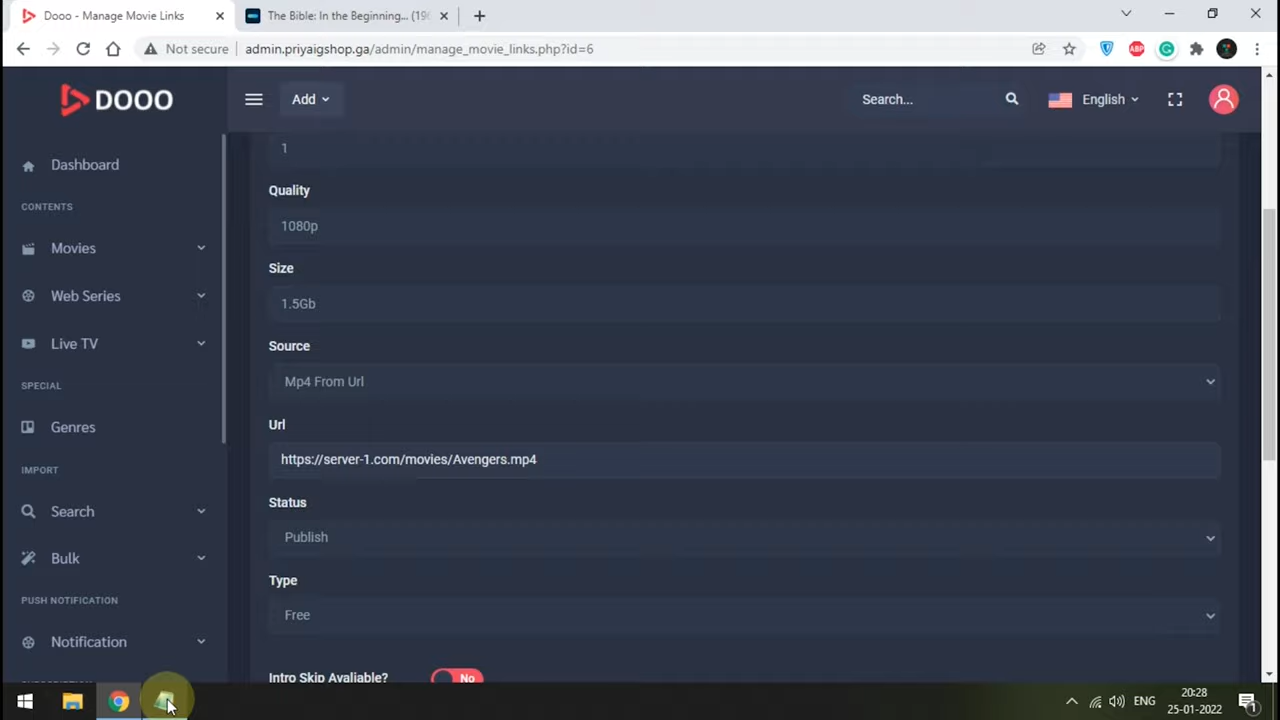 Dooo - Manage Movie Links
The Bible: In the Beginning... (196
Not secure
admin.priyaigshop.ga/admin/manage_movie_links.php?id=6
ABP
DOOO
Add
Search...
English
Dashboard
CONTENTS
Movies
Web Series
Live TV
SPECIAL
Genres
IMPORT
Search
Bulk
PUSH NOTIFICATION
Notification
1
Quality
1080p
Size
1.5Gb
Source
Mp4 From Url
Url
https://server-1.com/movies/Avengers.mp4
Status
Publish
Type
Free
Intro Skip Avaliable?
No
ENG
20:28
25-01-2022
1